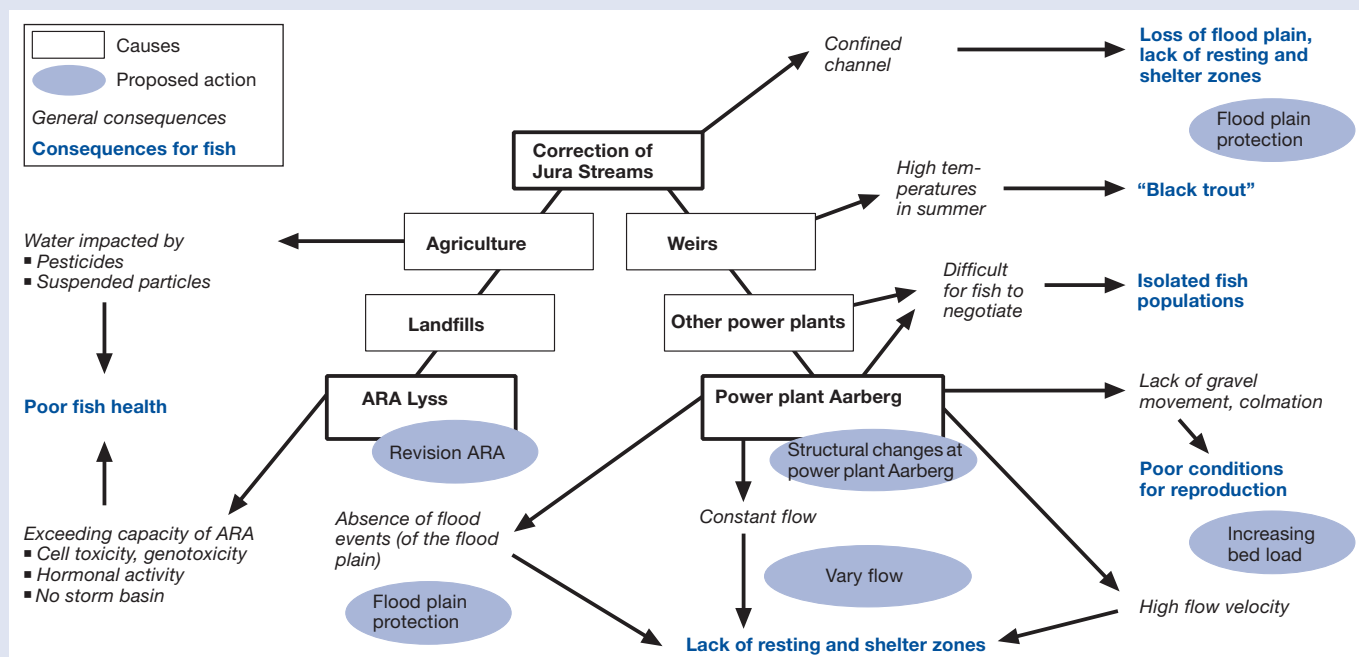 Causes
Proposed action
General consequences
Consequences for fish
Confined
channel
Loss of flood plain,
lack of resting and
shelter zones
Flood plain
protection
Correction of
Jura Streams
High tem-
peratures
in summer
"Black trout"
Agriculture
Weirs
Water impacted by
▪ Pesticides
▪ Suspended particles
Difficult
for fish to
negotiate
Isolated fish
populations
Landfills
Other power plants
Poor fish health
ARA Lyss
Revision ARA
Power plant Aarberg
Structural changes at
power plant Aarberg
Lack of gravel
movement, colmation
Poor conditions
for reproduction
Increasing
bed load
Exceeding capacity of ARA
▪ Cell toxicity, genotoxicity
▪ Hormonal activity
▪ No storm basin
Absence of flood
events (of the flood
plain)
Flood plain
protection
Constant flow
Vary flow
High flow velocity
Lack of resting and shelter zones